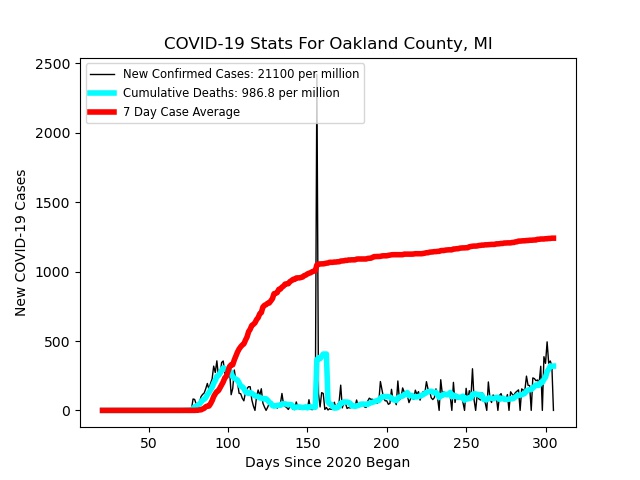 COVID-19 Stats For Oakland County, MI
New Confirmed Cases: 21100 per million
Cumulative Deaths: 986.8 per million
7 Day Case Average
New COVID-19 Cases
2500
2000
1500
1000
500
0
50
100
150
200
250
300
Days Since 2020 Began